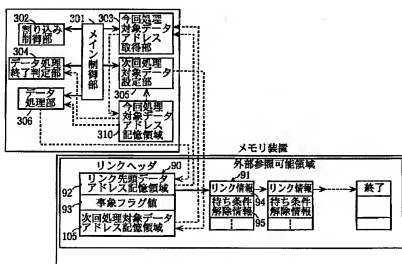 301
302
割り込み
制御部
303
今回処理
対象データ
アドレス
取得部
304
データ処理
終了判定部
メイン制御部
次回処理
対象データ
設定部
305
データ
処理部
306
今回処理
対象データ
アドレス
記憶領域
310
メモリ装置
外部参照可能領域
リンクヘッダ
90
リンク先頭データ
アドレス記憶領域
92
事象フラグ値
93
次回処理対象データ
アドレス記憶領域
105
91
リンク情報
リンク情報
終了
待ち条件
解除情報
94
95
待ち条件
解除情報